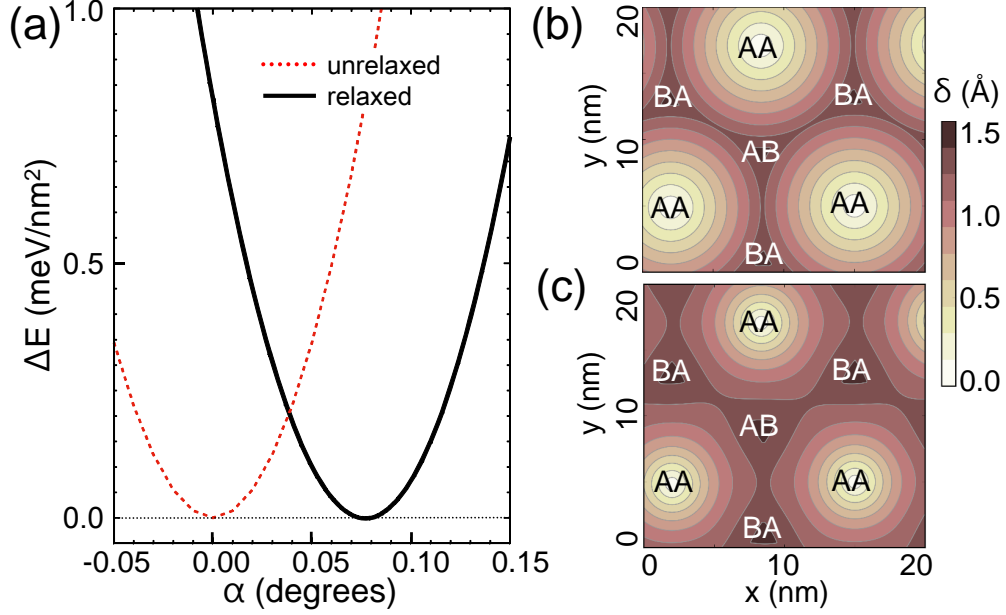 (a)
1.0
0.5
0.0
ΔE (meV/nm²)
unrelaxed
relaxed
-0.05 0.00 0.05 0.10 0.15
α (degrees)
(b)
20
10
0
y (nm)
AA
BA BA
AB
AA AA
BA
(c)
20
10
0
y (nm)
AA
BA BA
AB
AA AA
BA
0 10 20
x (nm)
δ (Å)
1.5
1.0
0.5
0.0